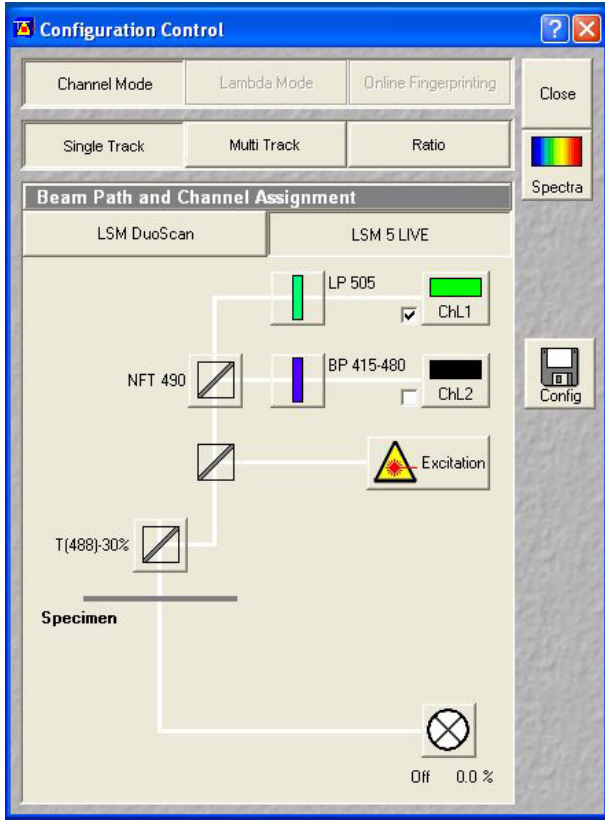 Configuration Control
Channel Mode
Lambda Mode
Online Fingerprinting
Close
Single Track
Multi Track
Ratio
Spectra
Beam Path and Channel Assignment
LSM DuoScan
LSM 5 LIVE
LP 505
ChL1
NFT 490
BP 415-480
ChL2
Config
Excitation
T(488)-30%
Specimen
Off 0.0 %